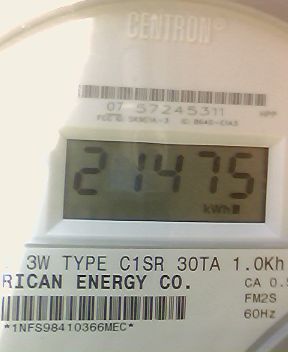 CENTRON®
07 57245311
21475
kWh
3W TYPE C1SR 30TA 1.0Kh
RICAN ENERGY CO.
CA 0.5
FM2S
60Hz
*1NFS98410366MEC*